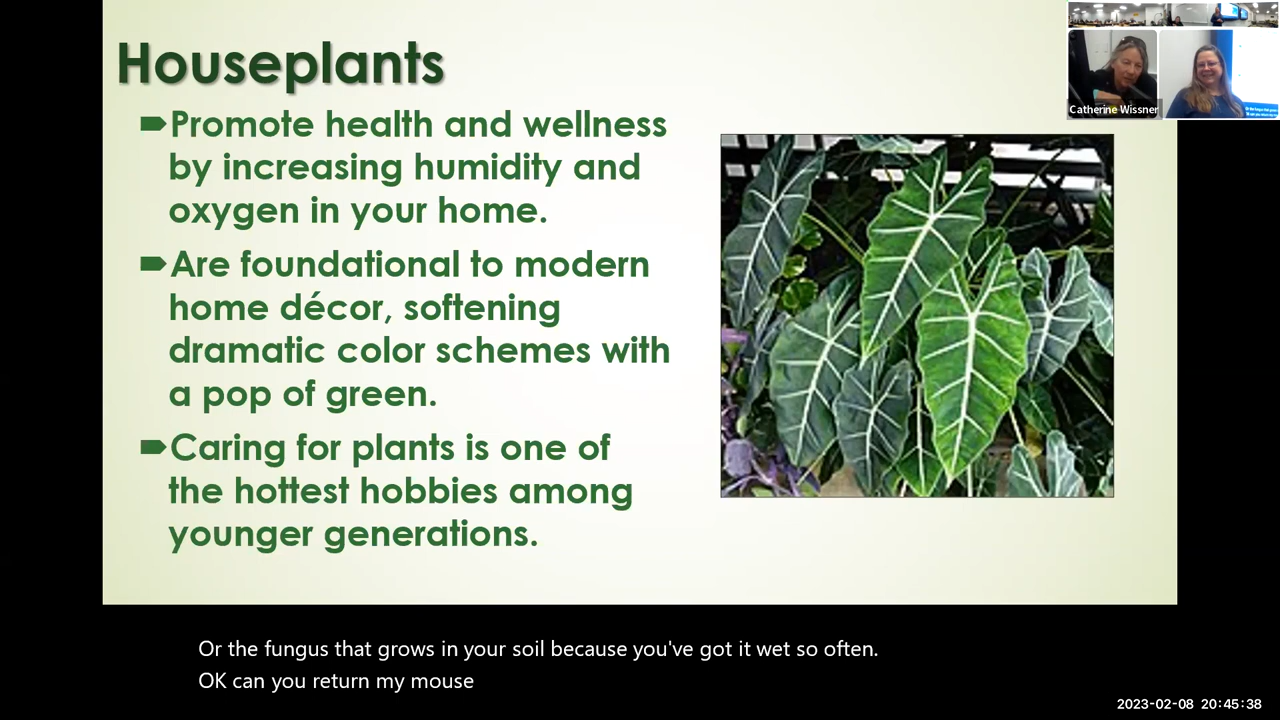 Houseplants
Promote health and wellness
by increasing humidity and
oxygen in your home.
Are foundational to modern
home décor, softening
dramatic color schemes with
a pop of green.
Caring for plants is one of
the hottest hobbies among
younger generations.
Catherine Wissner
Or the fungus that grows in your soil because you've got it wet so often.
OK can you return my mouse
2023-02-08 20:45:38